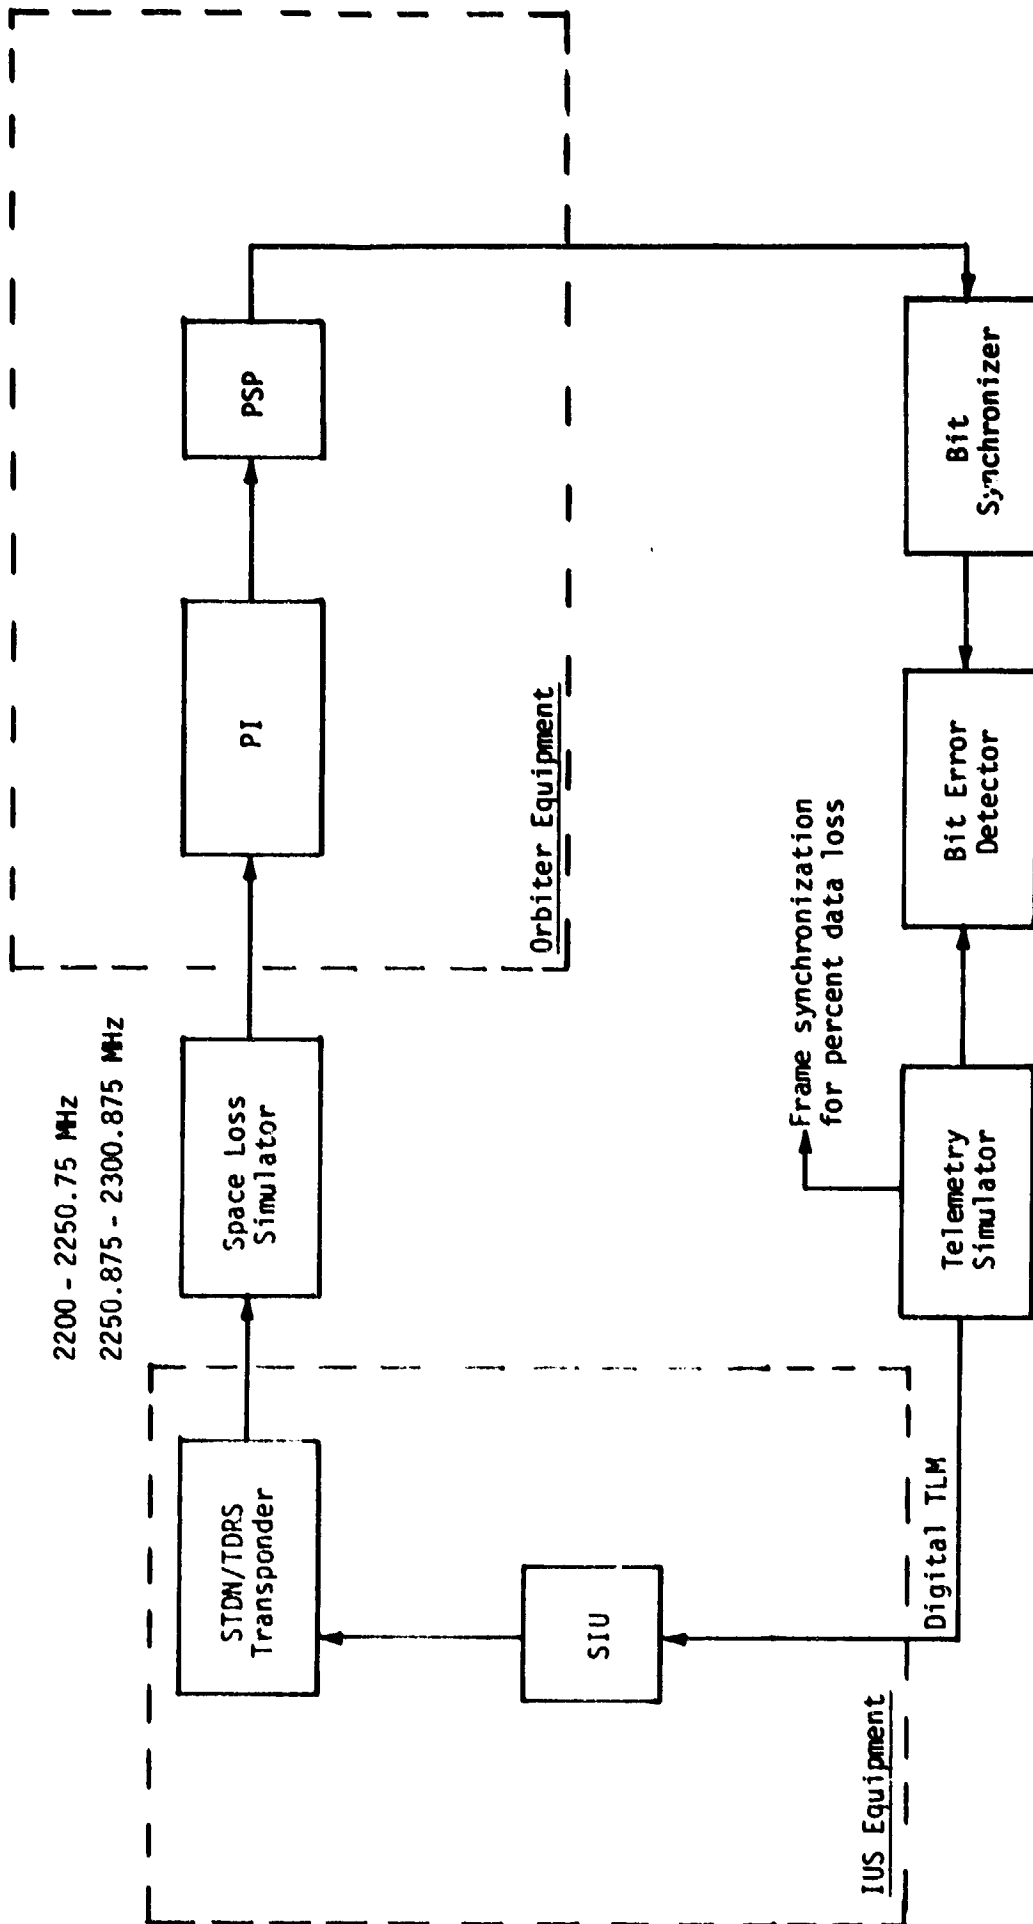 2200 - 2250.75 MHz
2250.875 - 2300.875 MHz
STDN/TDRS
Transponder
Space Loss
Simulator
PI
PSP
SIU
Orbiter Equipment
IUS Equipment
Digital TLM
Frame synchronization
for percent data loss
Telemetry
Simulator
Bit Error
Detector
Bit
Synchronizer